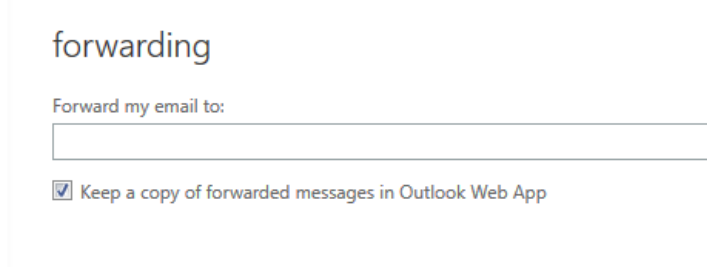 forwarding
Forward my email to:
Keep a copy of forwarded messages in Outlook Web App